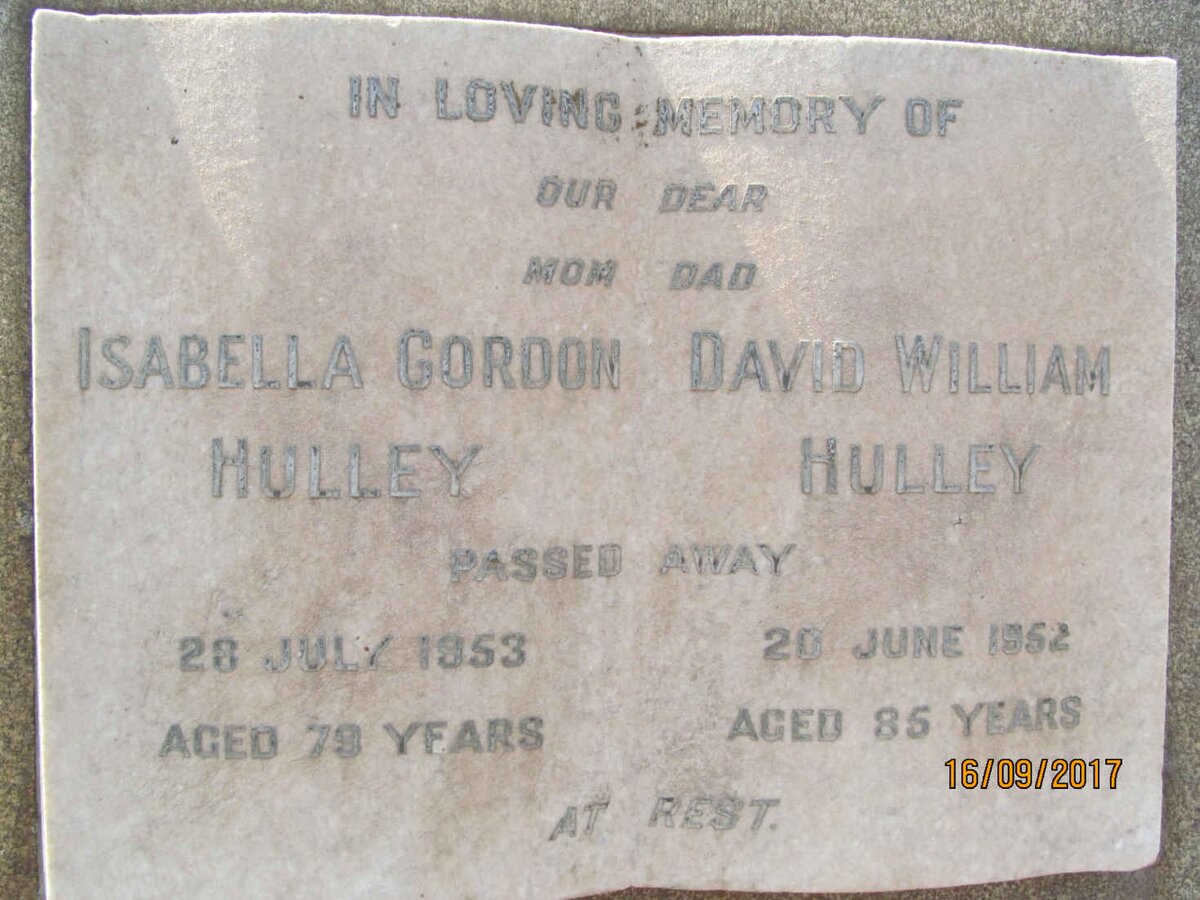 IN LOVING MEMORY OF
OUR DEAR
MOM DAD
ISABELLA GORDON DAVID WILLIAM
HULLEY HULLEY
PASSED AWAY
28 JULY 1953 20 JUNE 1952
AGED 79 YEARS AGED 85 YEARS
AT REST.
16/09/2017